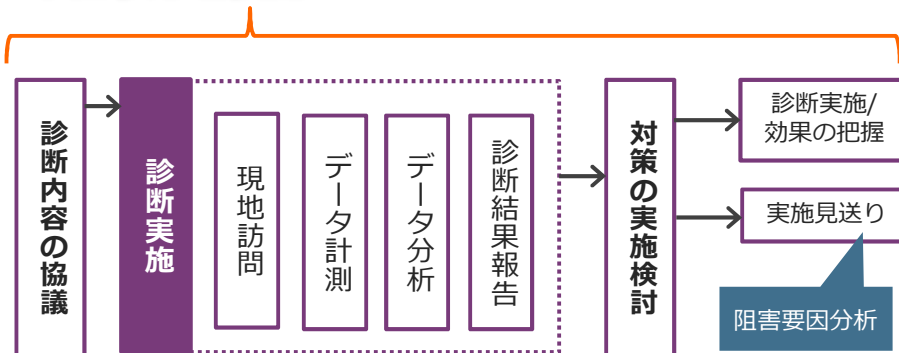 診断内容の協議
診断実施
現地訪問
データ計測
データ分析
診断結果報告
対策の実施検討
診断実施/
効果の把握
実施見送り
阻害要因分析